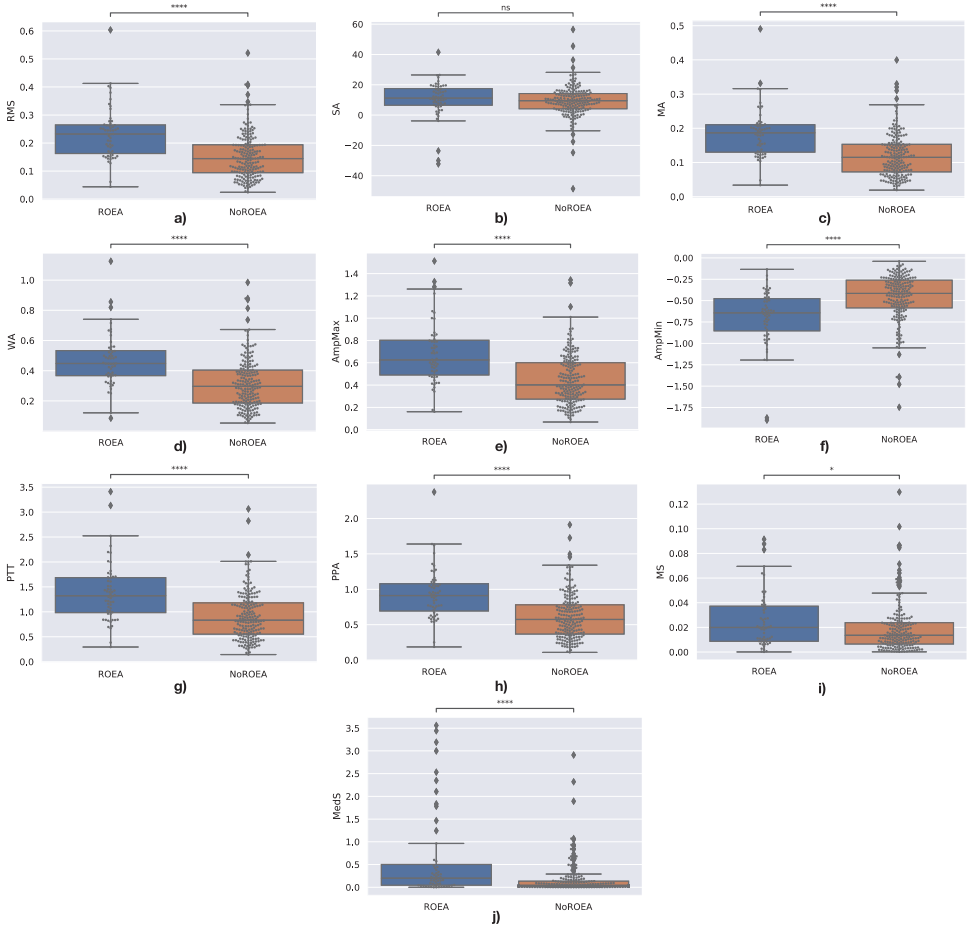 ****
ns
****
RMS
0.6
0.5
0.4
0.3
0.2
0.1
0.0
SA
60
40
20
0
−20
−40
MA
0.5
0.4
0.3
0.2
0.1
0.0
ROEA NoROEA
ROEA NoROEA
ROEA NoROEA
a)
b)
c)
****
****
****
WA
1.0
0.8
0.6
0.4
0.2
AmpMax
1.4
1.2
1.0
0.8
0.6
0.4
0.2
0.0
AmpMin
0,00
−0.25
−0.50
−0.75
−1.00
−1.25
−1.50
−1.75
ROEA NoROEA
ROEA NoROEA
ROEA NoROEA
d)
e)
f)
****
****
*
PTT
3.5
3.0
2.5
2.0
1.5
1.0
0.5
0.0
PPA
2.0
1.5
1.0
0.5
0.0
MS
0.12
0.10
0.08
0.06
0.04
0.02
0.00
ROEA NoROEA
ROEA NoROEA
ROEA NoROEA
g)
h)
i)
****
MedS
3.5
3.0
2.5
2.0
1.5
1.0
0.5
0.0
ROEA NoROEA
j)